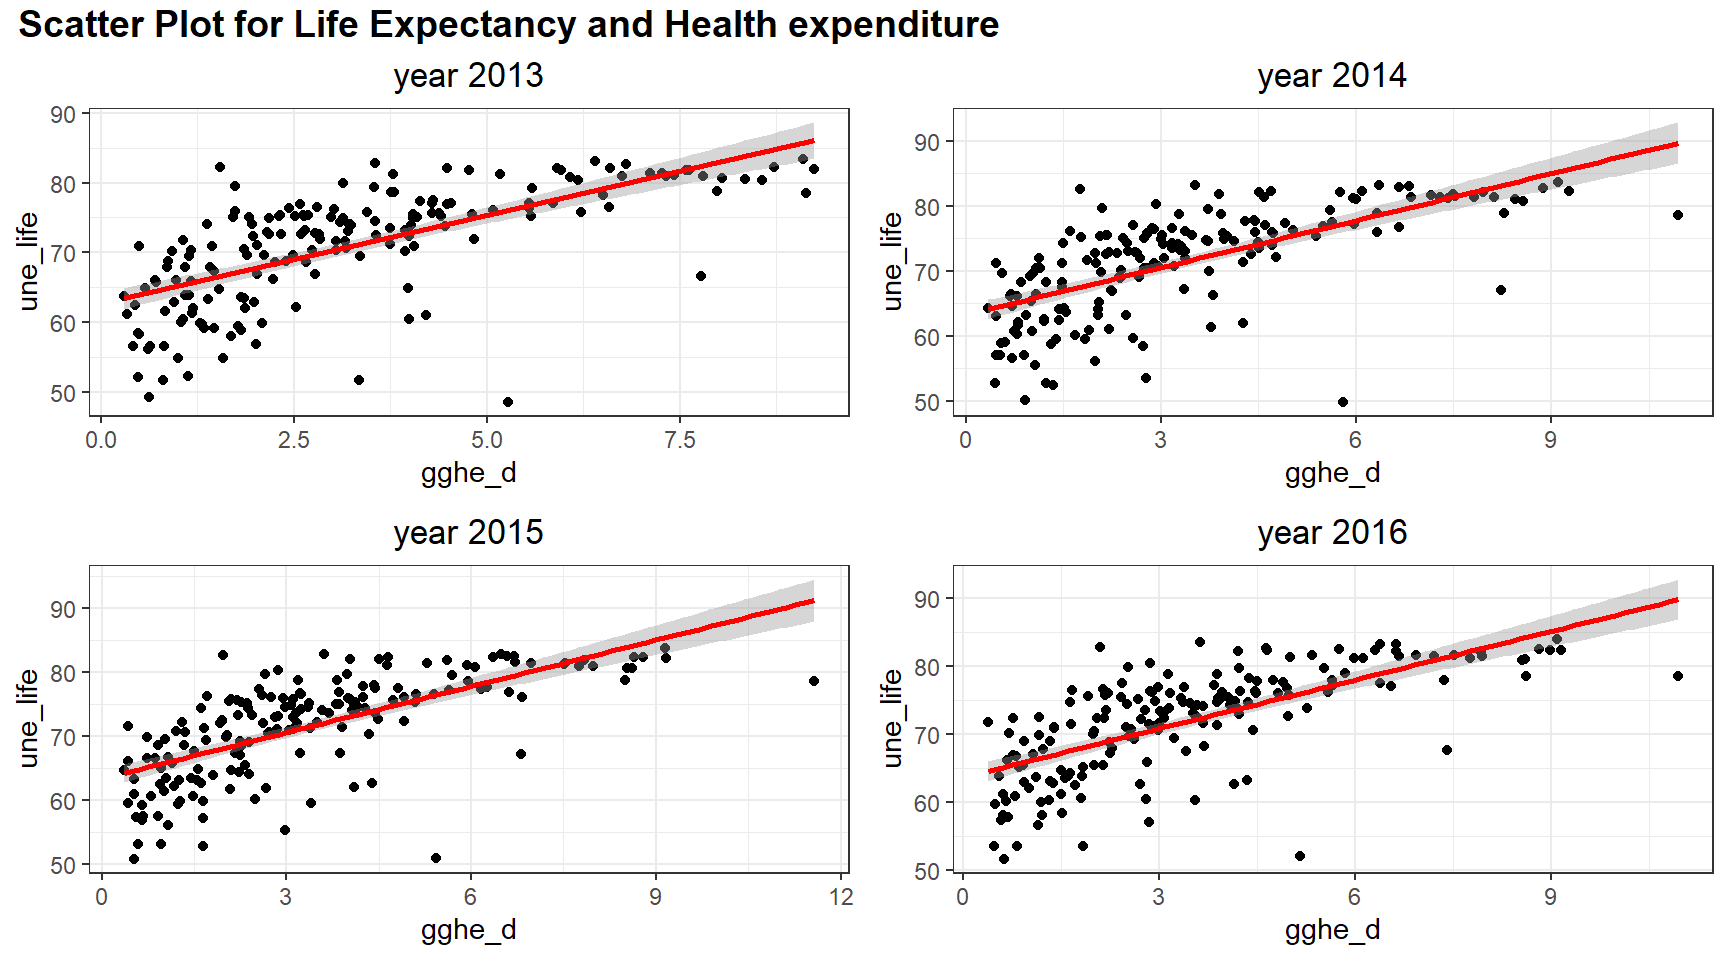 Scatter Plot for Life Expectancy and Health expenditure
year 2013
90
80
70
60
50
une_life
0.0 2.5 5.0 7.5
gghe_d
year 2014
90
80
70
60
50
une_life
0 3 6 9
gghe_d
year 2015
90
80
70
60
50
une_life
0 3 6 9 12
gghe_d
year 2016
90
80
70
60
50
une_life
0 3 6 9
gghe_d